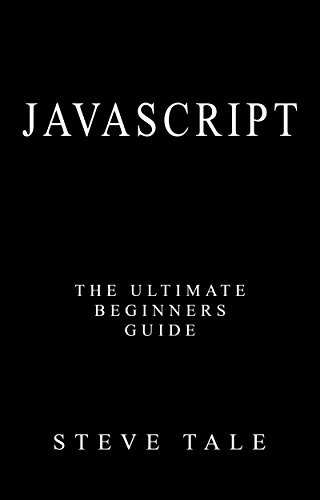 JAVASCRIPT
THE ULTIMATE
BEGINNERS
GUIDE
STEVE TALE